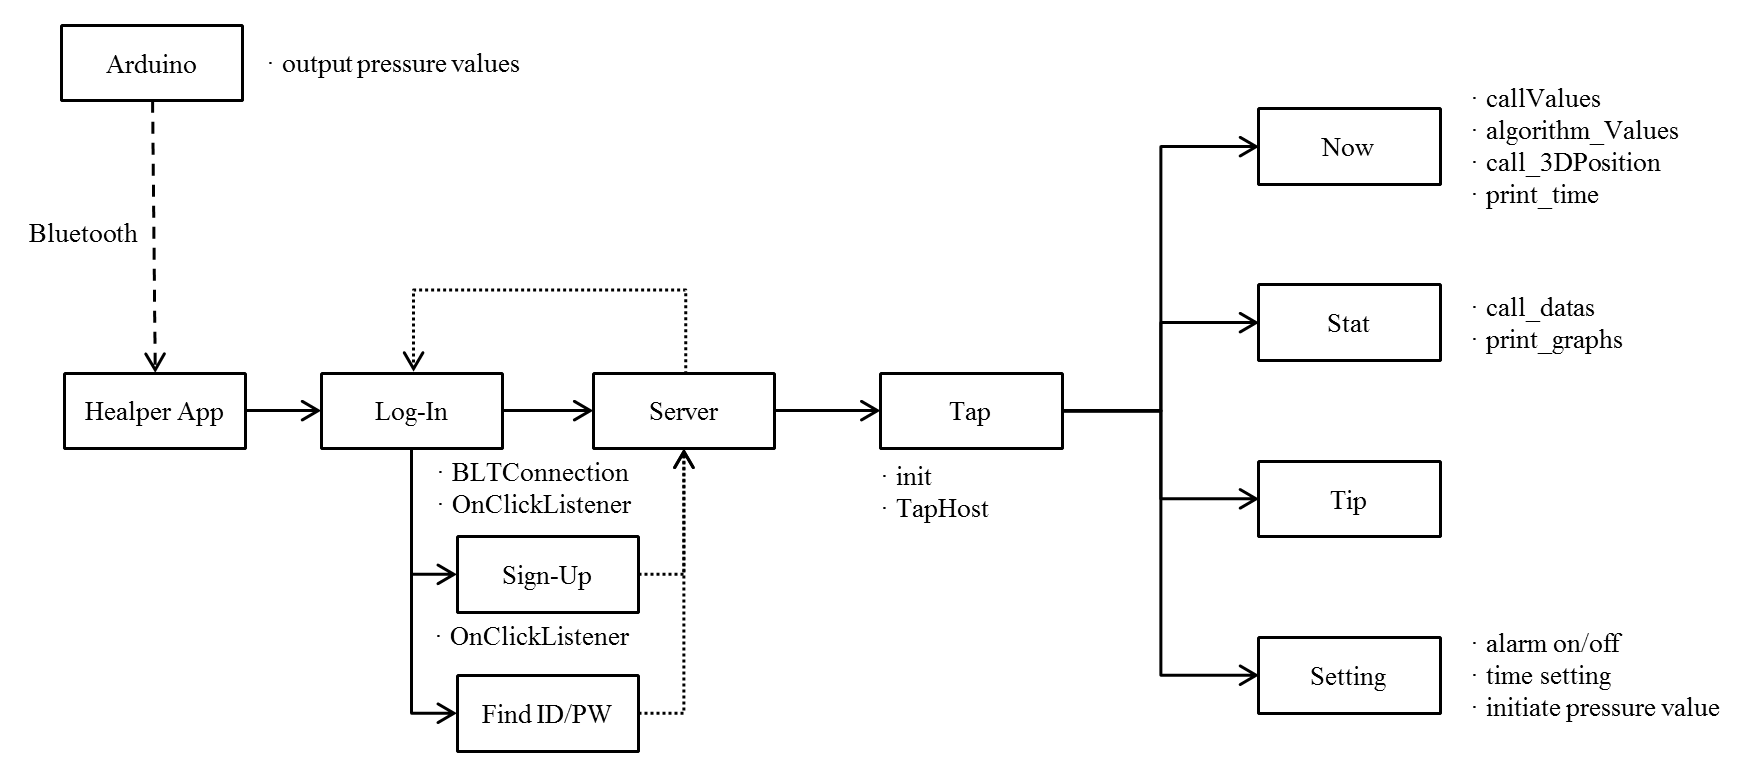 Arduino
· output pressure values
Bluetooth
Healper App
Log-In
· BLTConnection
· OnClickListener
Sign-Up
· OnClickListener
Find ID/PW
Server
Tap
· init
· TapHost
Now
· callValues
· algorithm_Values
· call_3DPosition
· print_time
Stat
· call_datas
· print_graphs
Tip
Setting
· alarm on/off
· time setting
· initiate pressure value